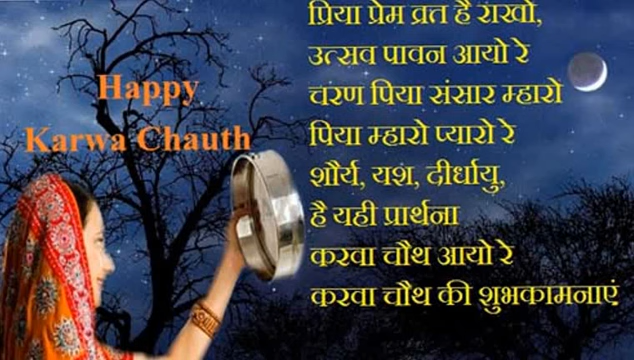 Happy
Karwa Chauth
प्रिया प्रेम व्रत है राखो,
उत्सव पावन आयो रे
चरण पिया संसार म्हारो
पिया म्हारो प्यारो रे
शौर्य, यश, दीर्धायु,
है यही प्रार्थना
करवा चौथ आयो रे
करवा चौथ की शुभकामनाएं